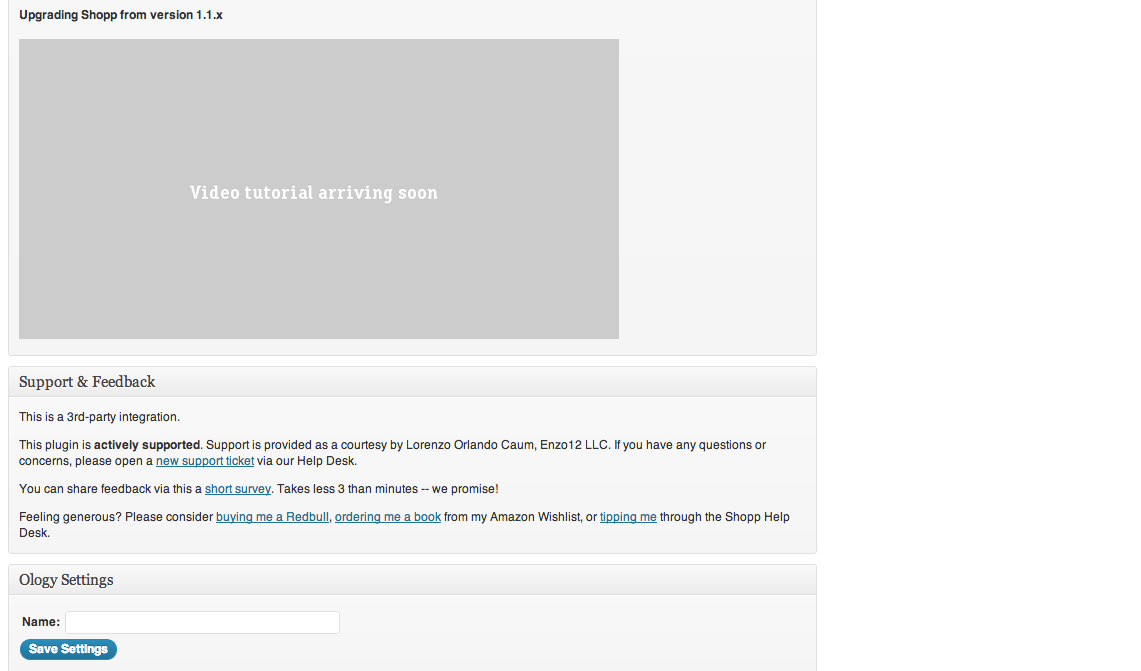 Upgrading Shopp from version 1.1.x
Video tutorial arriving soon
Support & Feedback
This is a 3rd-party integration.
This plugin is actively supported. Support is provided as a courtesy by Lorenzo Orlando Caum, Enzo12 LLC. If you have any questions or
concerns, please open a new support ticket via our Help Desk.
You can share feedback via this a short survey. Takes less 3 than minutes -- we promise!
Feeling generous? Please consider buying me a Redbull, ordering me a book from my Amazon Wishlist, or tipping me through the Shopp Help
Desk.
Ology Settings
Name:
Save Settings